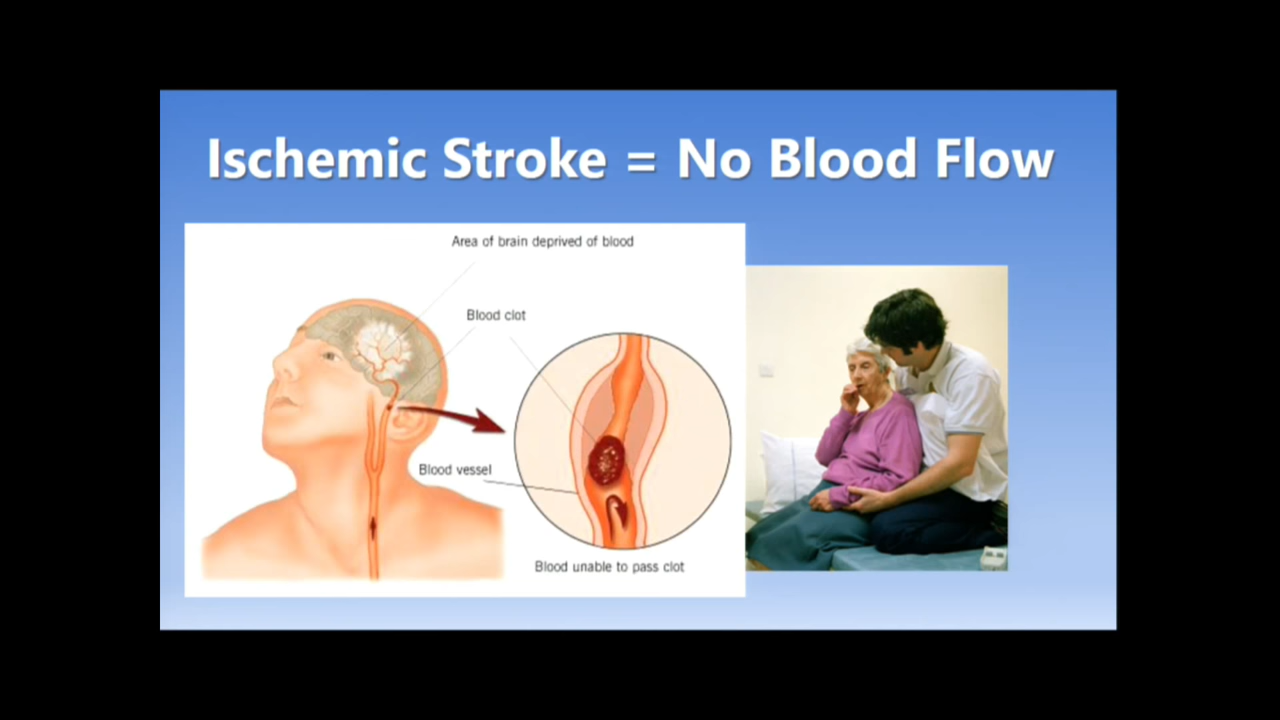 Ischemic Stroke = No Blood Flow
Area of brain deprived of blood
Blood clot
Blood vessel
Blood unable to pass clot